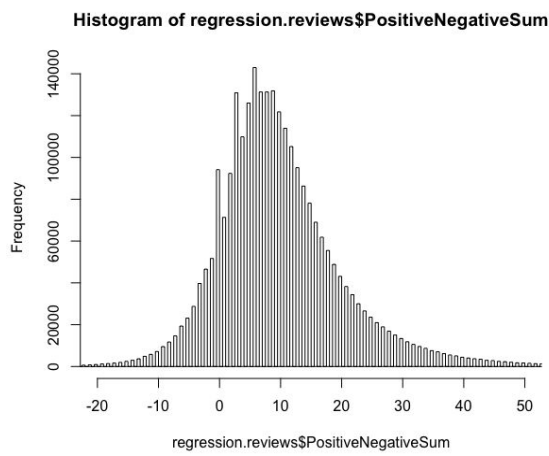 Histogram of regression.reviews$PositiveNegativeSum
140000
100000
60000
20000
0
Frequency
-20 -10 0 10 20 30 40 50
regression.reviews$PositiveNegativeSum